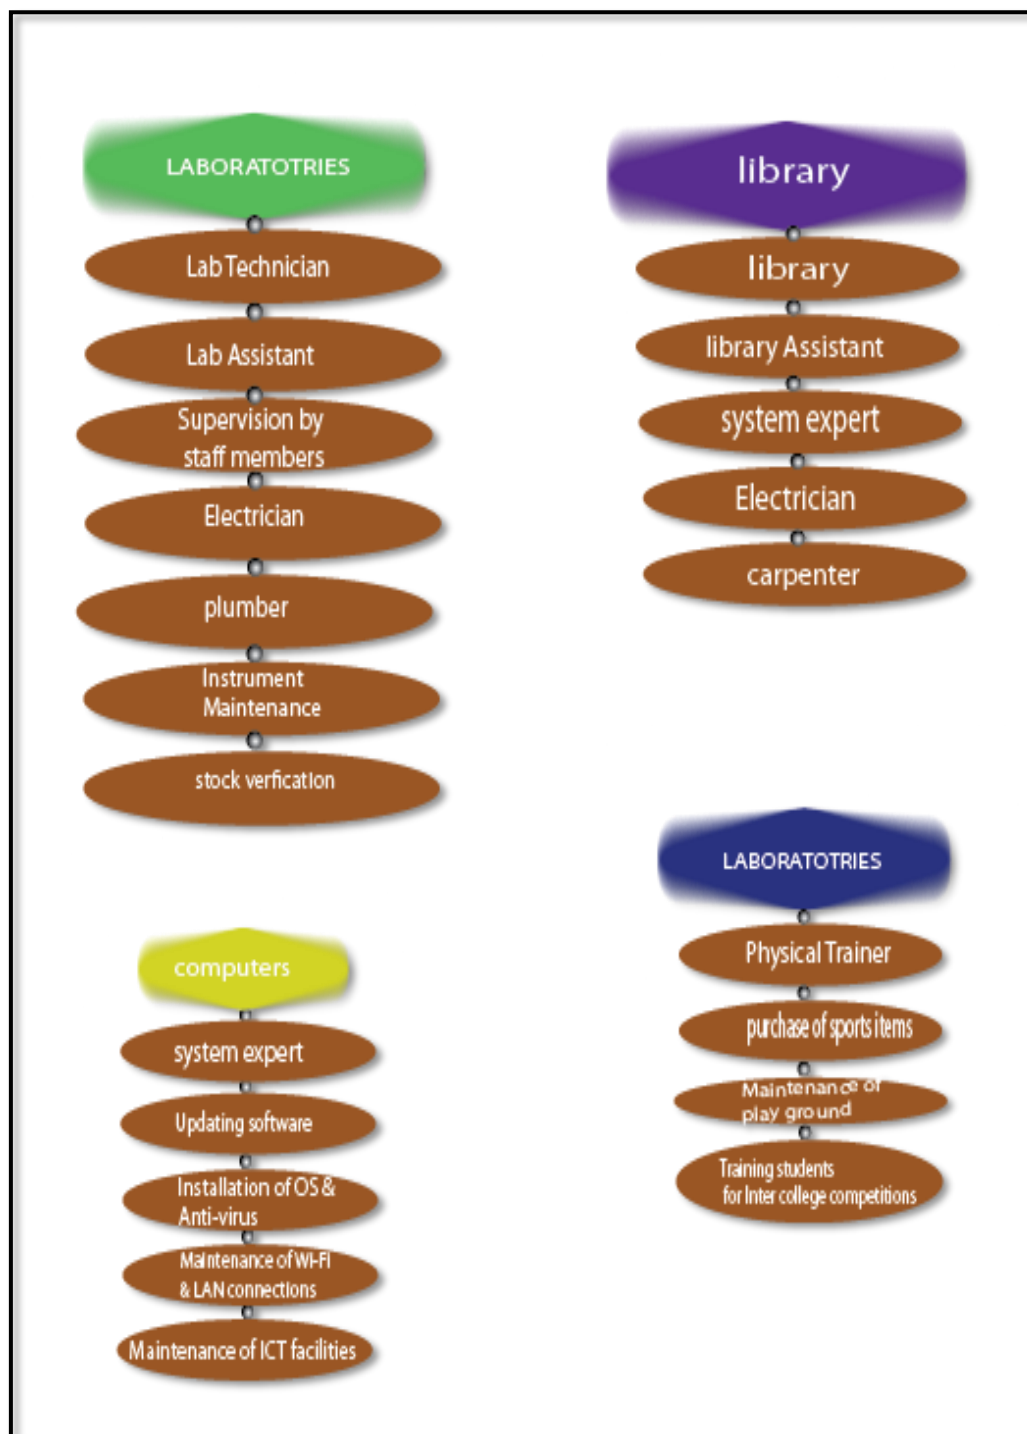 LABORATOTRIES
Lab Technician
Lab Assistant
Supervision by
staff members
Electrician
plumber
Instrument
Maintenance
stock verfication
library
library
library Assistant
system expert
Electrician
carpenter
computers
system expert
Updating software
Installation of OS &
Anti-virus
Maintenance of WI-FI
& LAN connections
Maintenance of ICT facilities
LABORATOTRIES
Physical Trainer
purchase of sports items
Maintenance of
play ground
Training students
for Inter college competitions